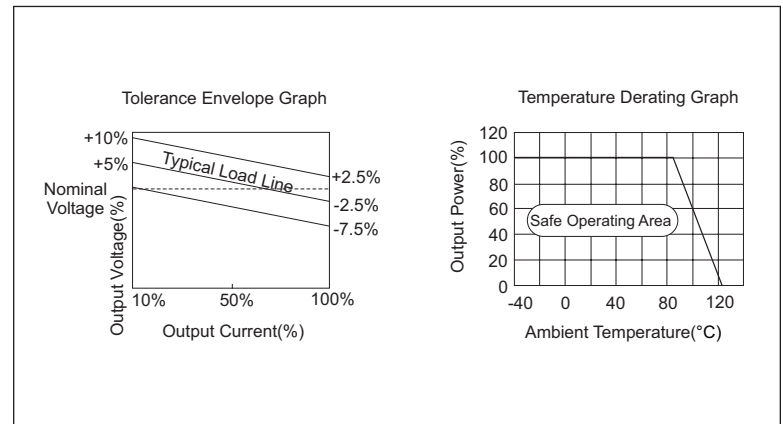 Tolerance Envelope Graph
+10%
+5%
Nominal
Voltage
Output Voltage(%)
Typical Load Line
+2.5%
-2.5%
-7.5%
10%
50%
100%
Output Current(%)
Temperature Derating Graph
Output Power(%)
120
100
80
60
40
20
0
Safe Operating Area
-40
0
40
80
120
Ambient Temperature(°C)